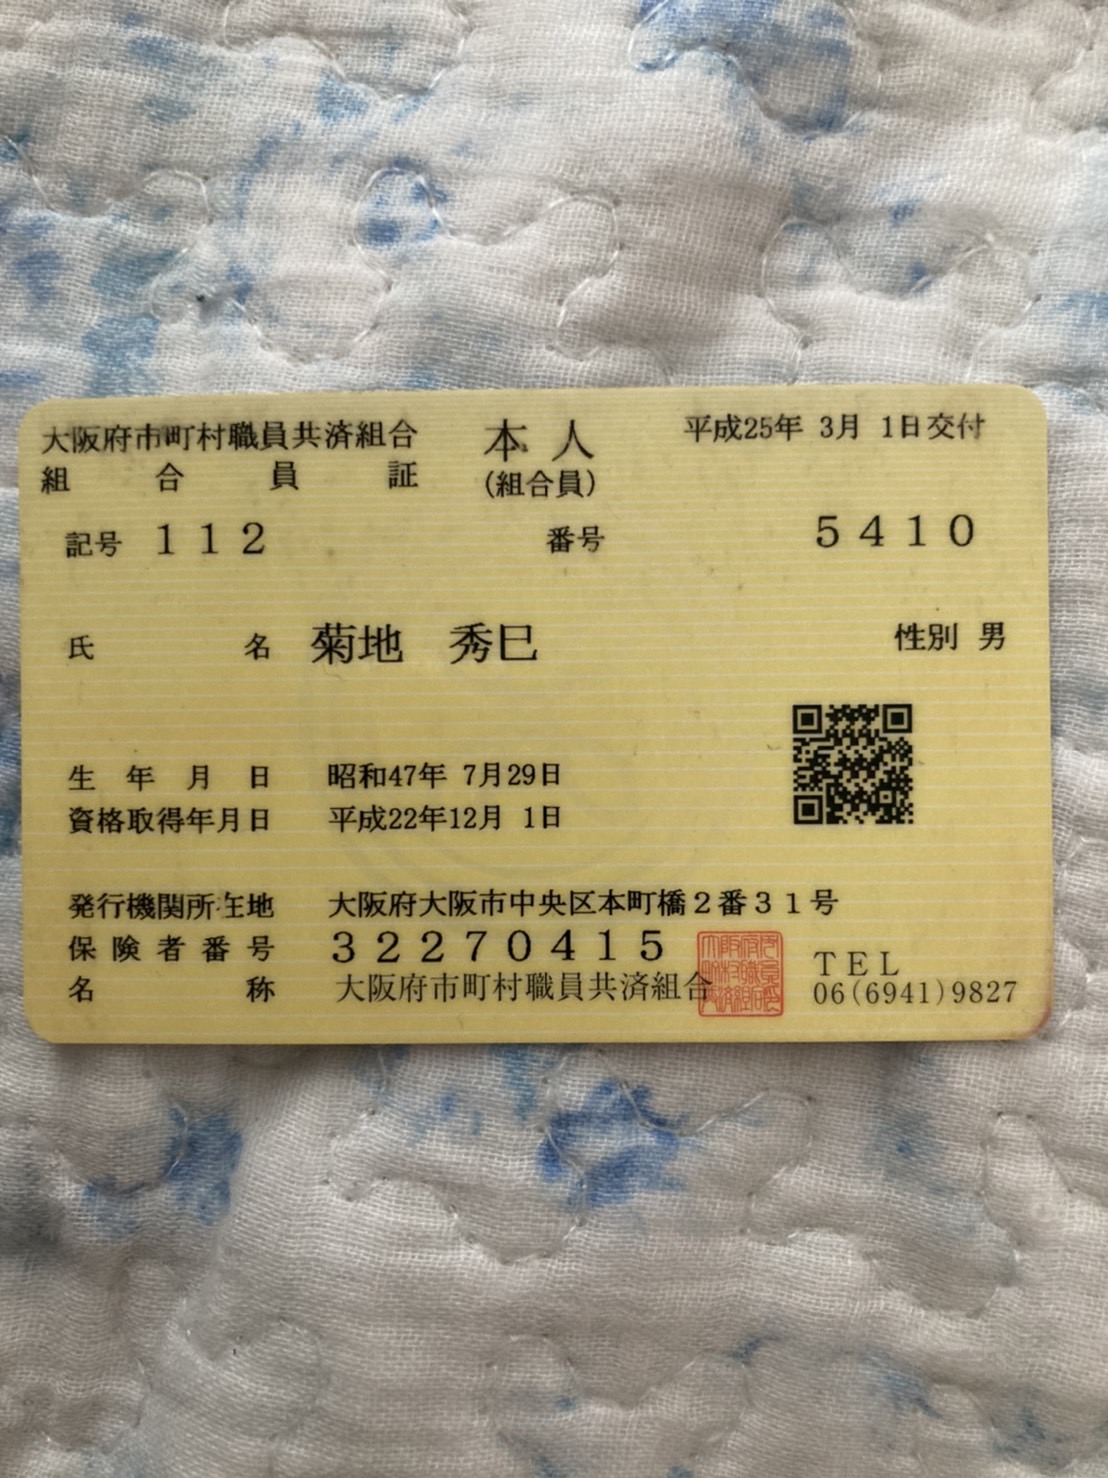 大阪府市町村職員共済組合 本人 平成25年 3月 1日交付
組合員証 (組合員)
記号 112 番号 5410
氏名 菊地 秀巳 性別 男
生年月日 昭和47年 7月29日
資格取得年月日 平成22年12月 1日
発行機関所在地 大阪府大阪市中央区本町橋2番31号
保険者番号 32270415
名称 大阪府市町村職員共済組合
TEL
06(6941)9827